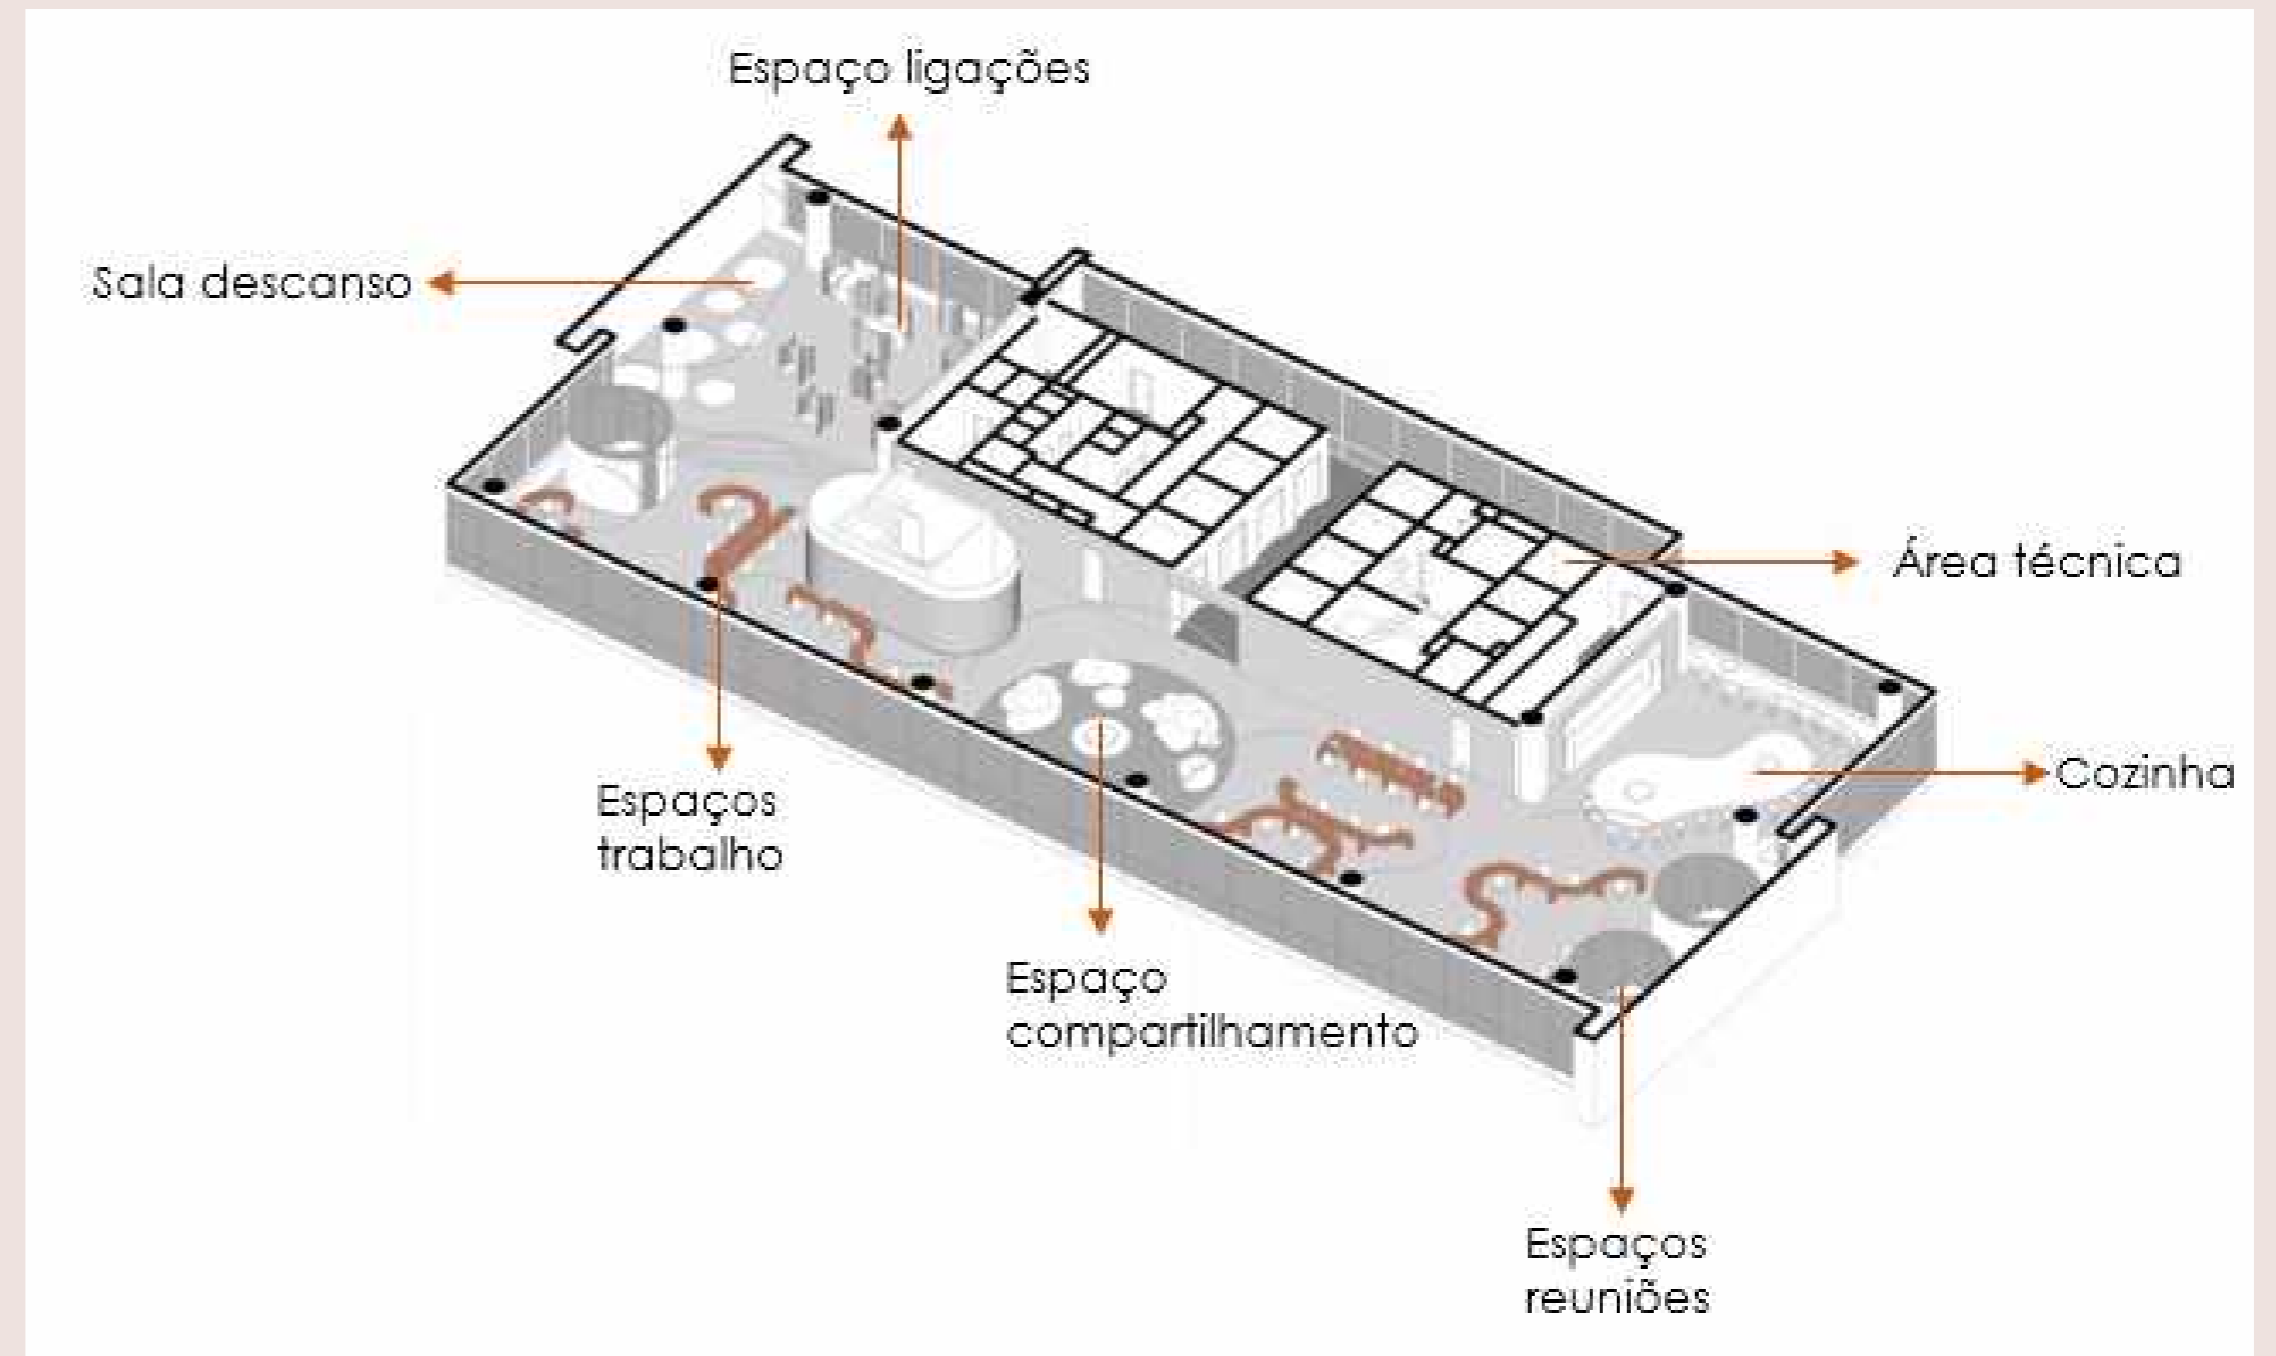 Espaço ligações
Sala descanso
Área técnica
Cozinha
Espaços
trabalho
Espaço
compartilhamento
Espaços
reuniões